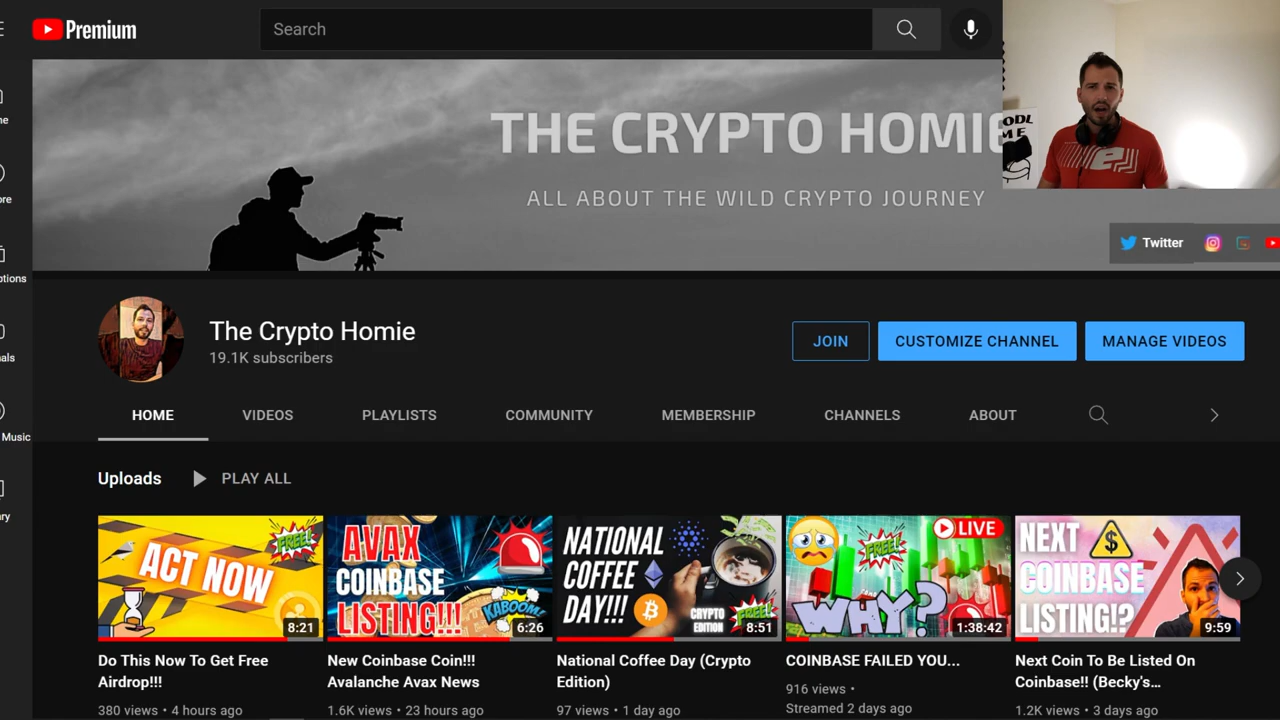 Premium
Search
THE CRYPTO HOMIE
ALL ABOUT THE WILD CRYPTO JOURNEY
Twitter
The Crypto Homie
19.1K subscribers
JOIN
CUSTOMIZE CHANNEL
MANAGE VIDEOS
HOME
VIDEOS
PLAYLISTS
COMMUNITY
MEMBERSHIP
CHANNELS
ABOUT
Music
Uploads
PLAY ALL
ACT NOW
FREE!
8:21
AVAX
COINBASE
LISTING!!!
KABOOM!
6:26
NATIONAL
COFFEE
DAY!!!
CRYPTO
EDITION
FREE!
8:51
LIVE
FREE!
WHY?
1:38:42
NEXT
COINBASE
LISTING!?
9:59
Do This Now To Get Free
Airdrop!!!
380 views • 4 hours ago
New Coinbase Coin!!!
Avalanche Avax News
1.6K views • 23 hours ago
National Coffee Day (Crypto
Edition)
97 views • 1 day ago
COINBASE FAILED YOU...
916 views •
Streamed 2 days ago
Next Coin To Be Listed On
Coinbase!! (Becky's...
1.2K views • 3 days ago